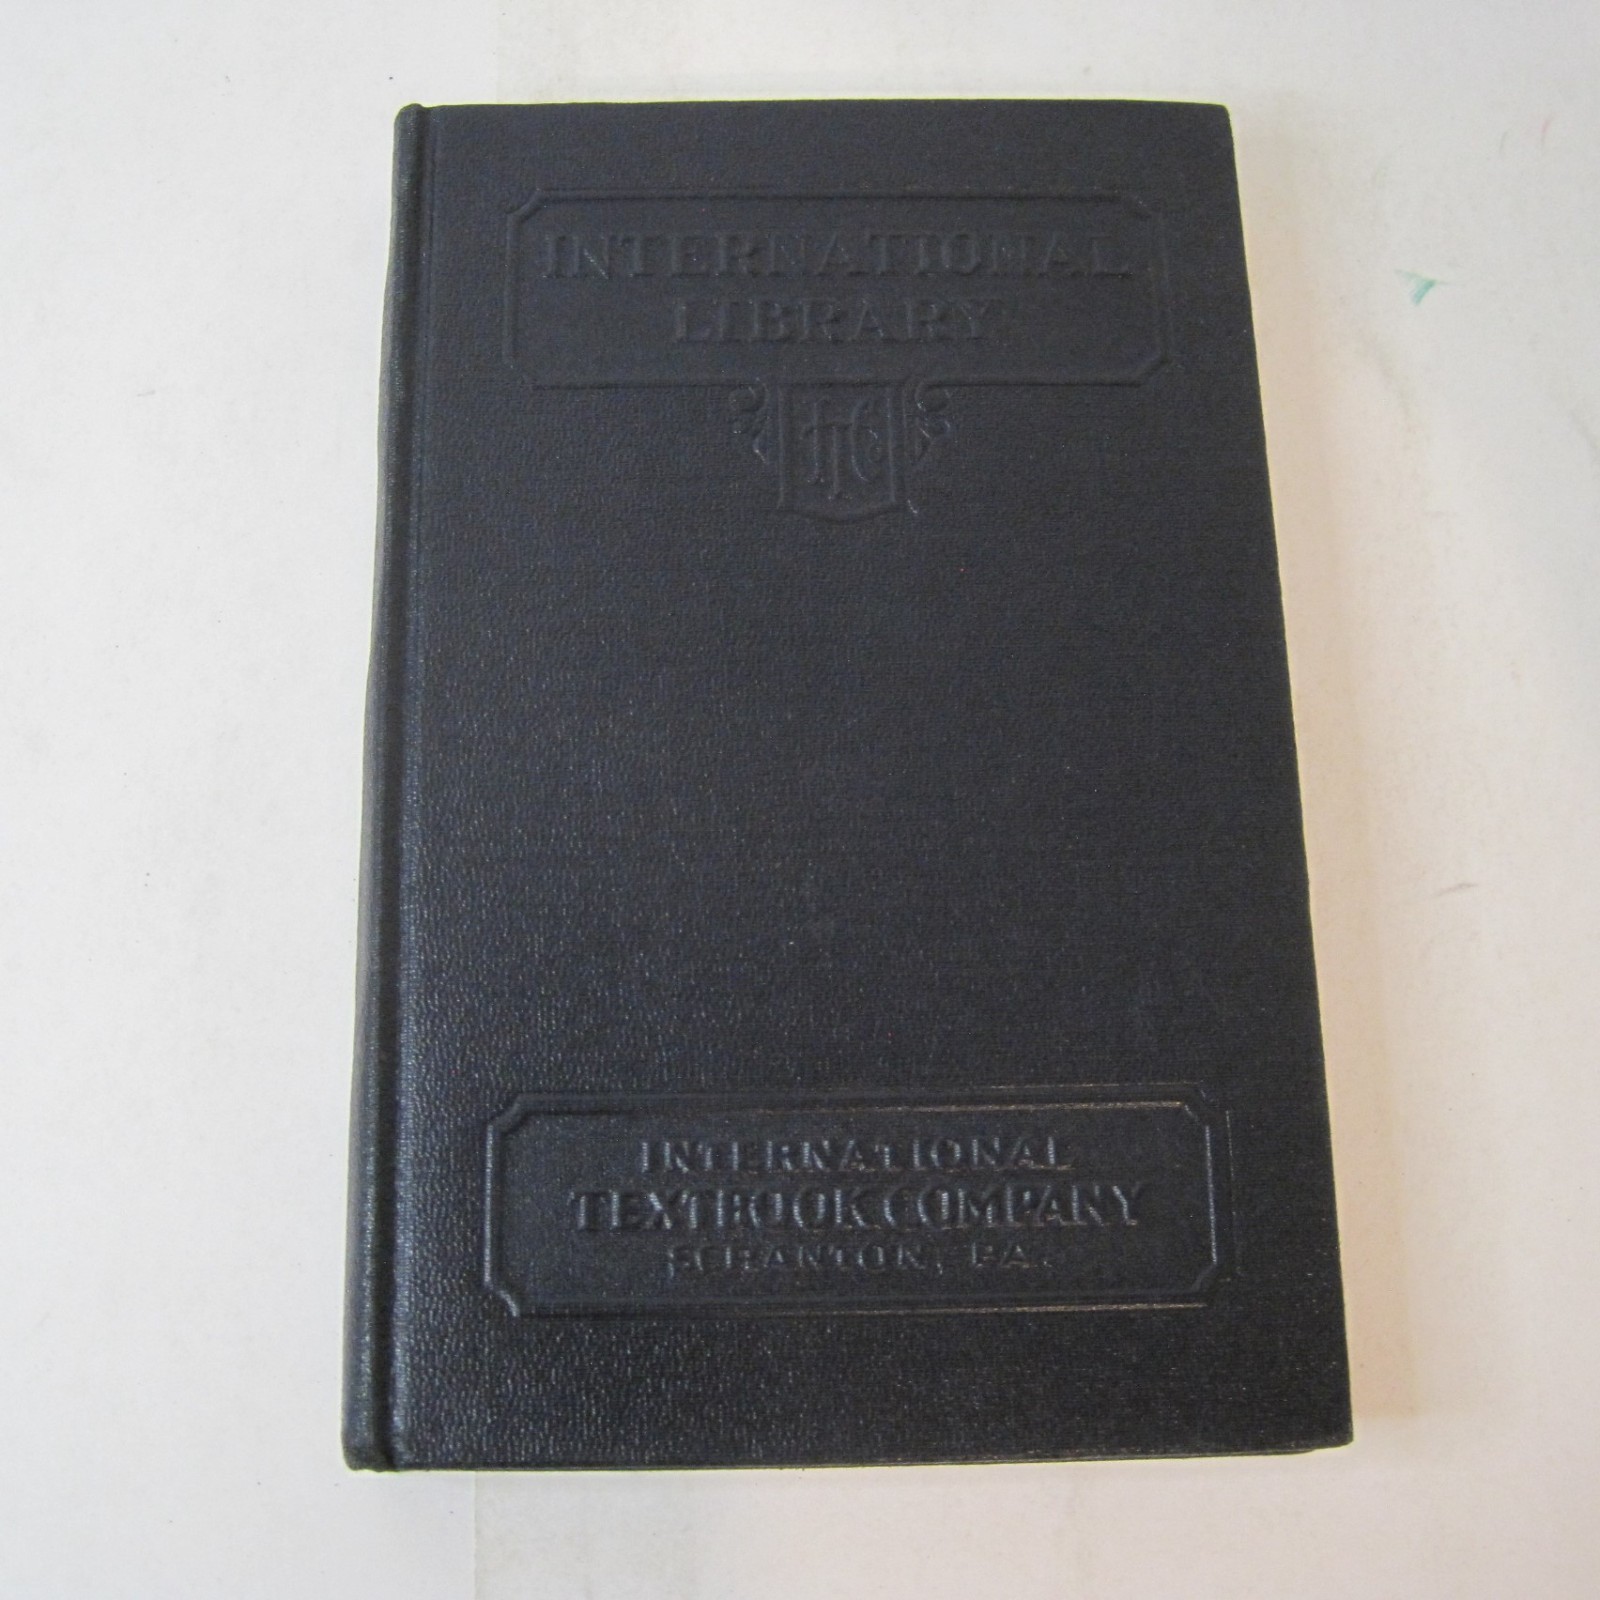 INTERNATIONAL
LIBRARY
ITC
INTERNATIONAL
TEXTBOOK COMPANY
SCRANTON, PA.